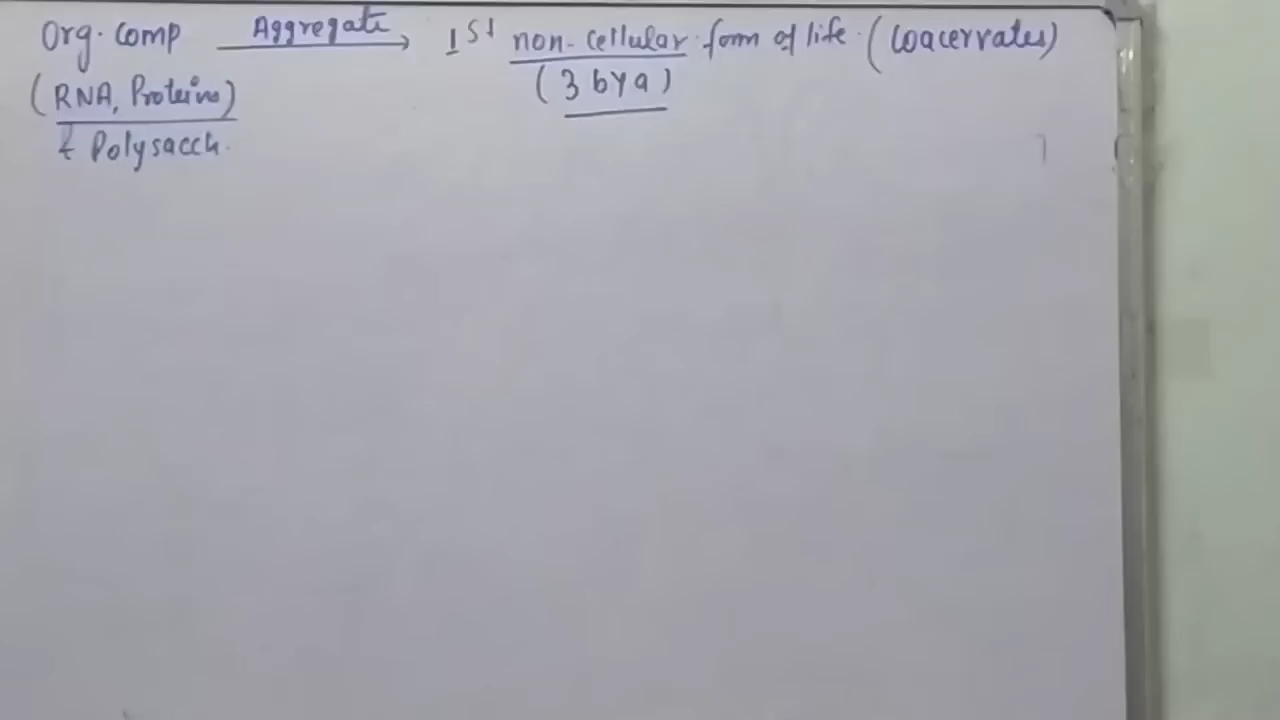 Org. Comp Aggregate 1st non-cellular form of life. (Coacervates)
(RNA, Proteins) (3 bya)
& Polysacch.